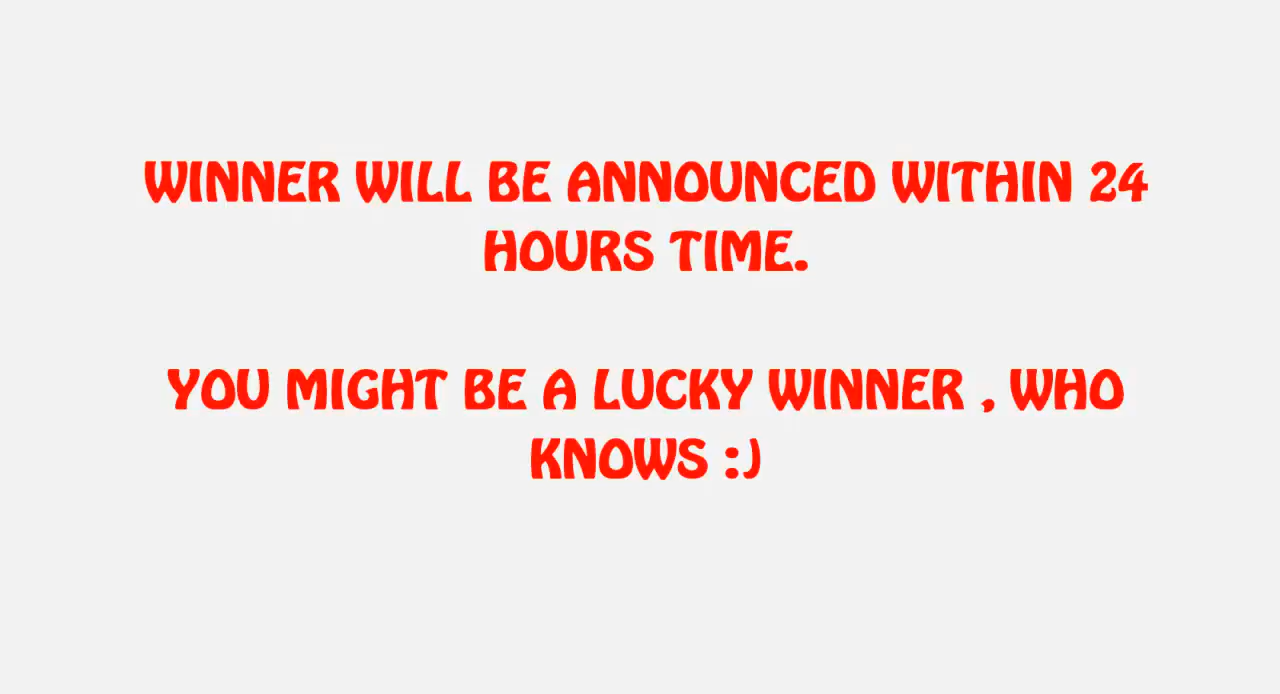 WINNER WILL BE ANNOUNCED WITHIN 24
HOURS TIME.
YOU MIGHT BE A LUCKY WINNER , WHO
KNOWS :)